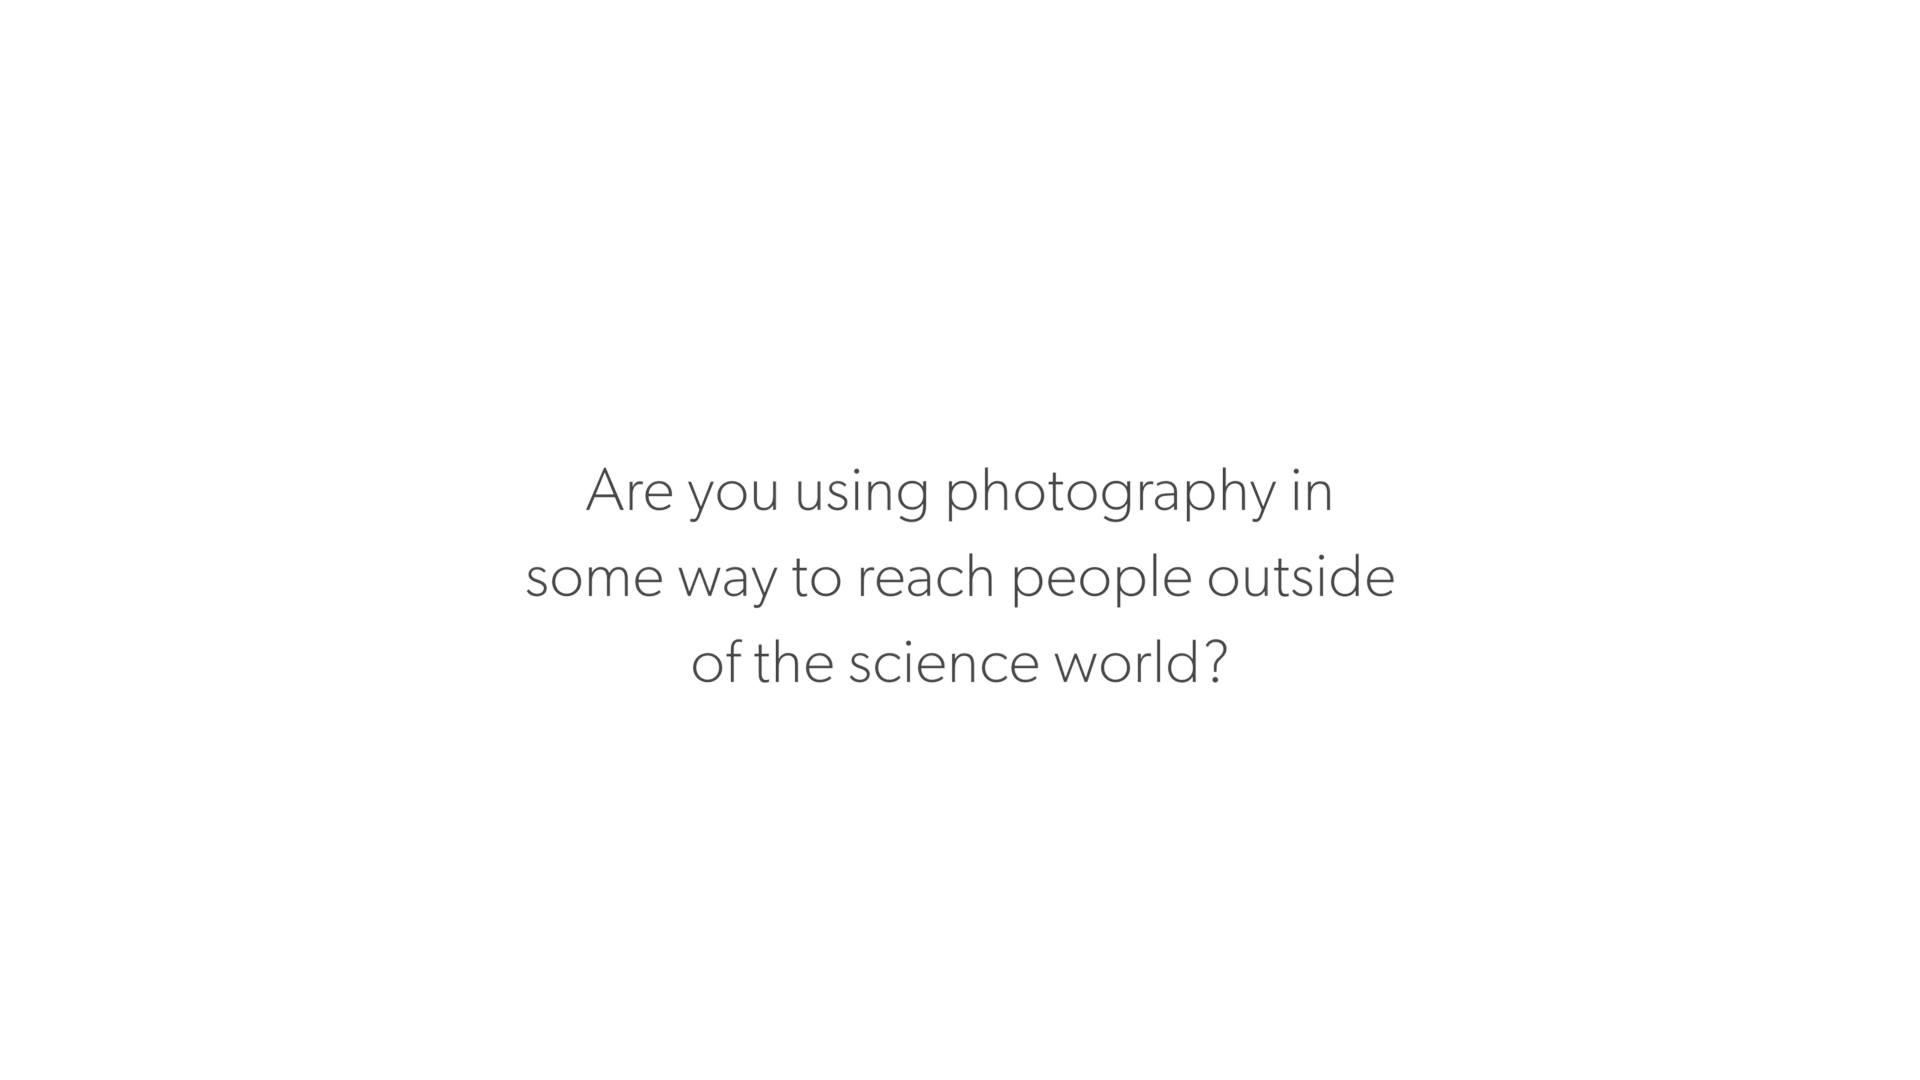 Are you using photography in
some way to reach people outside
of the science world?